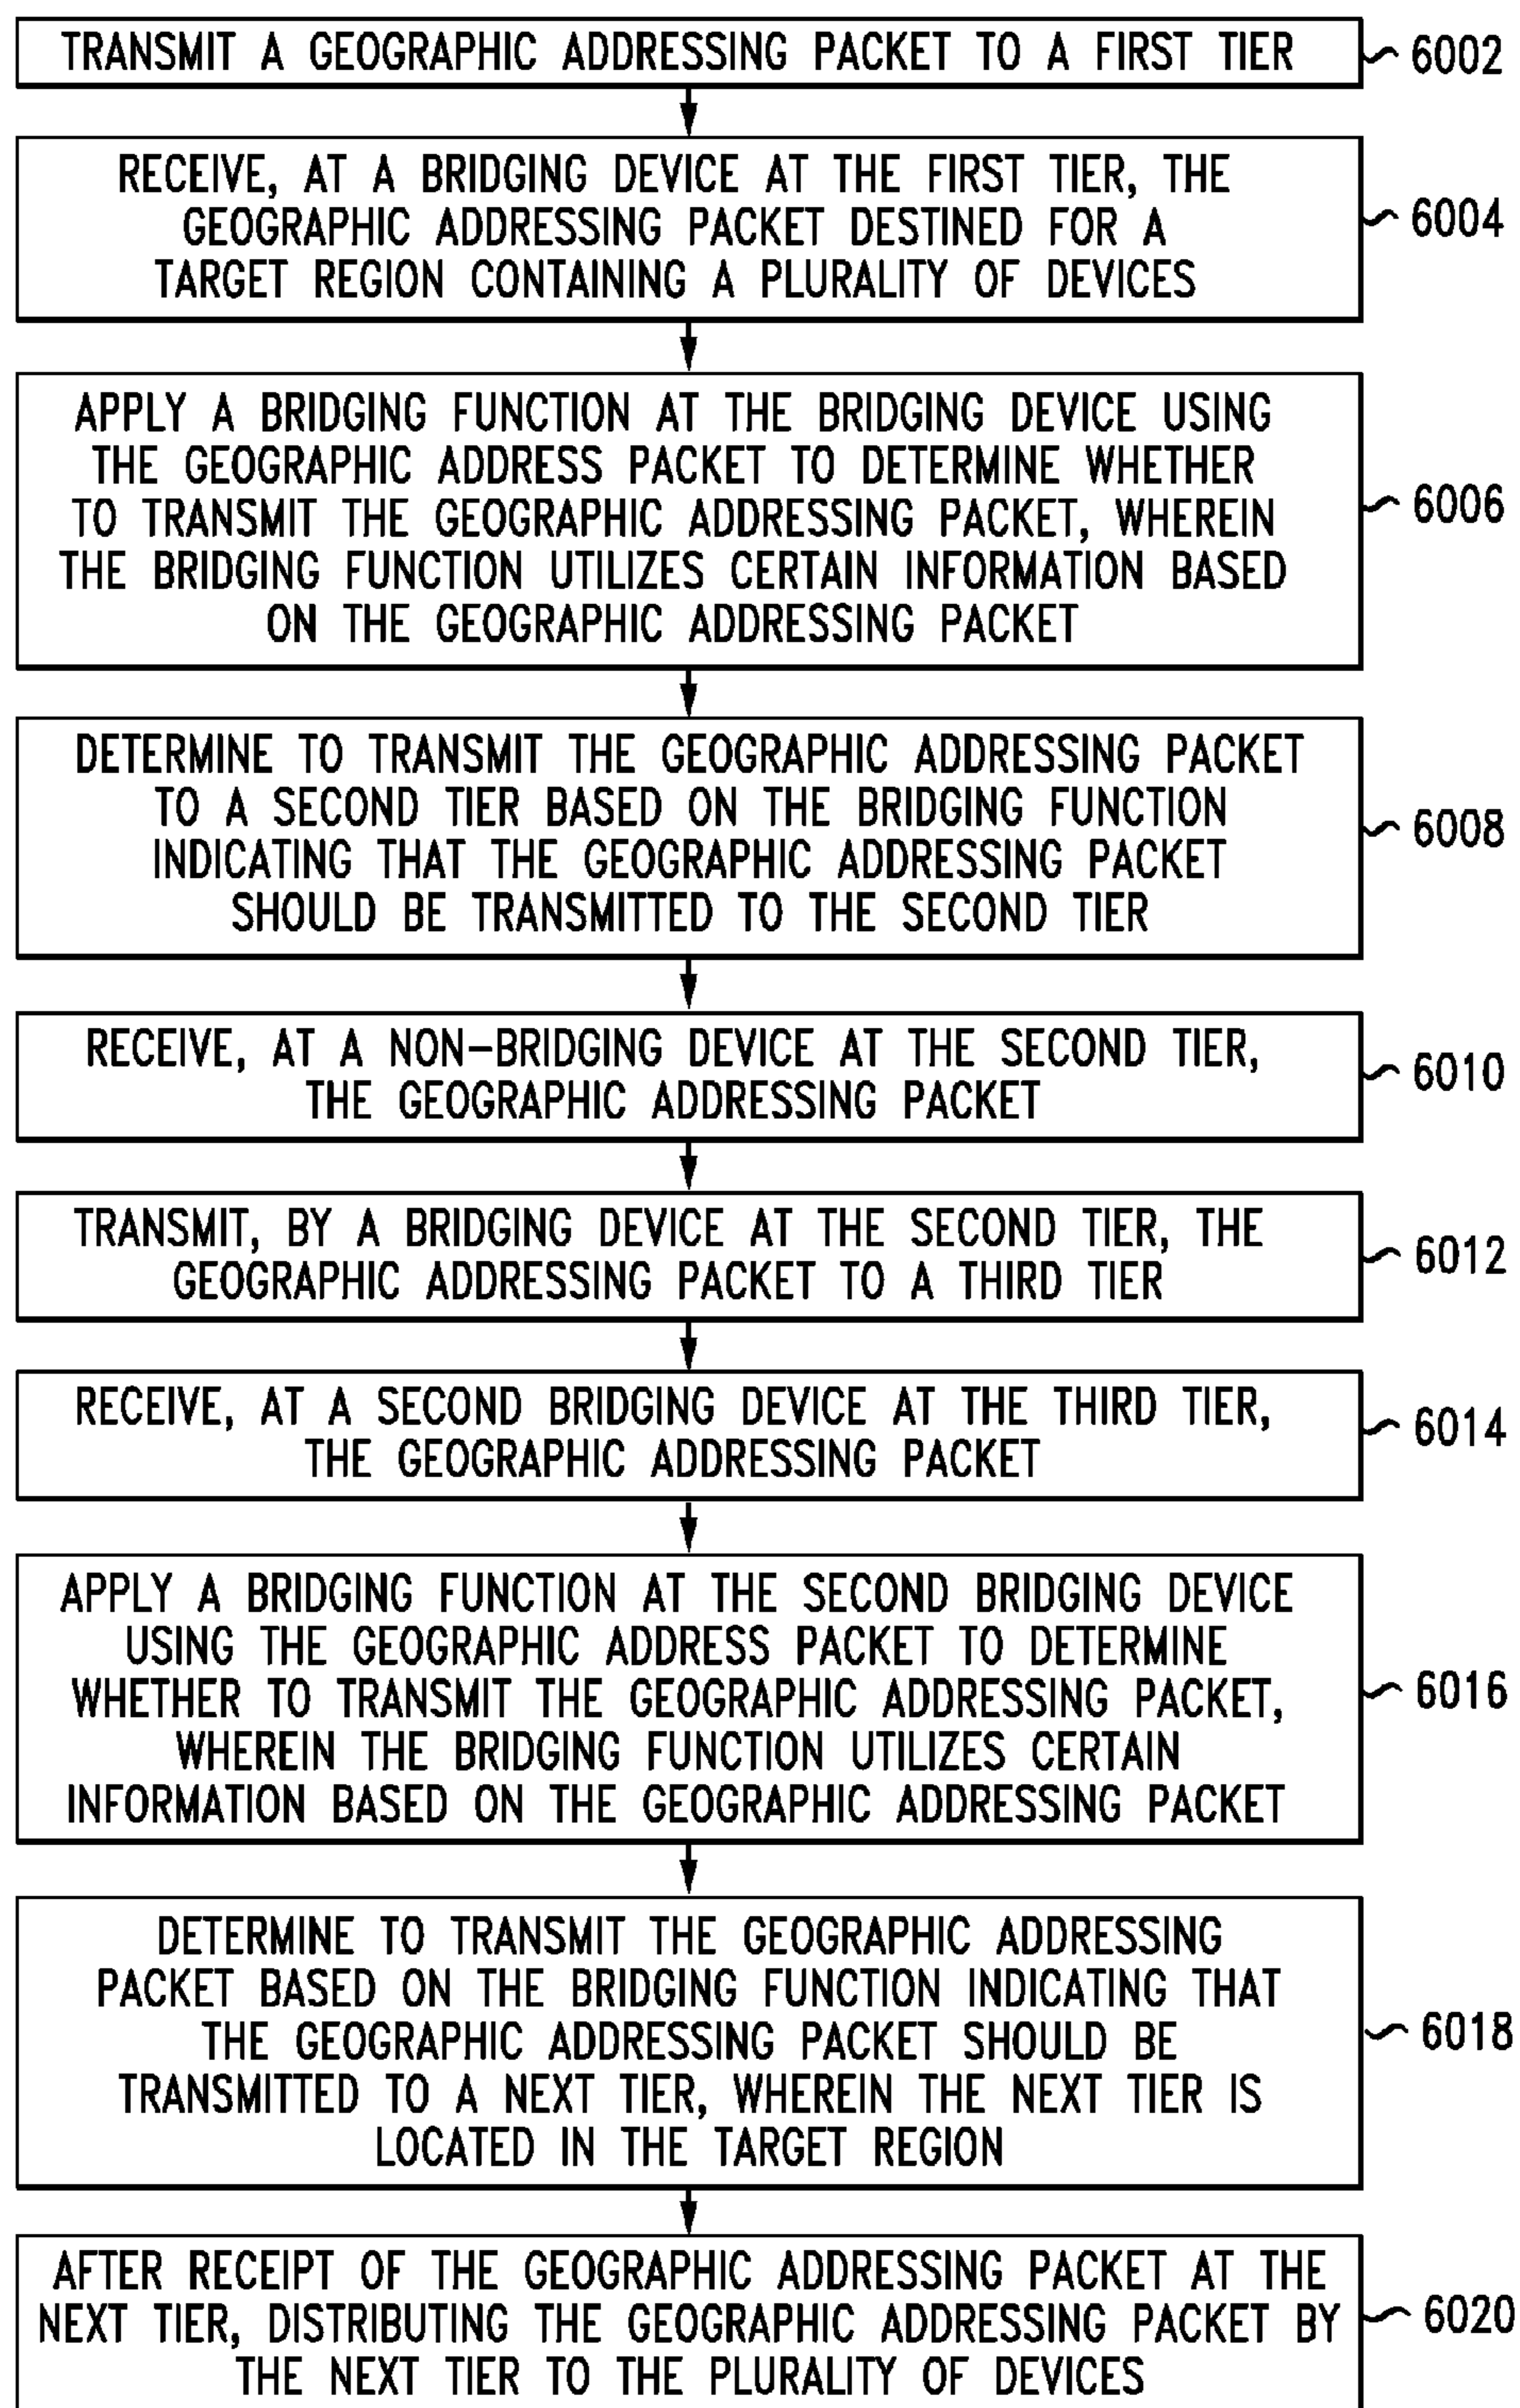 TRANSMIT A GEOGRAPHIC ADDRESSING PACKET TO A FIRST TIER
6002
RECEIVE, AT A BRIDGING DEVICE AT THE FIRST TIER, THE
GEOGRAPHIC ADDRESSING PACKET DESTINED FOR A
TARGET REGION CONTAINING A PLURALITY OF DEVICES
6004
APPLY A BRIDGING FUNCTION AT THE BRIDGING DEVICE USING
THE GEOGRAPHIC ADDRESS PACKET TO DETERMINE WHETHER
TO TRANSMIT THE GEOGRAPHIC ADDRESSING PACKET, WHEREIN
THE BRIDGING FUNCTION UTILIZES CERTAIN INFORMATION BASED
ON THE GEOGRAPHIC ADDRESSING PACKET
6006
DETERMINE TO TRANSMIT THE GEOGRAPHIC ADDRESSING PACKET
TO A SECOND TIER BASED ON THE BRIDGING FUNCTION
INDICATING THAT THE GEOGRAPHIC ADDRESSING PACKET
SHOULD BE TRANSMITTED TO THE SECOND TIER
6008
RECEIVE, AT A NON-BRIDGING DEVICE AT THE SECOND TIER,
THE GEOGRAPHIC ADDRESSING PACKET
6010
TRANSMIT, BY A BRIDGING DEVICE AT THE SECOND TIER, THE
GEOGRAPHIC ADDRESSING PACKET TO A THIRD TIER
6012
RECEIVE, AT A SECOND BRIDGING DEVICE AT THE THIRD TIER,
THE GEOGRAPHIC ADDRESSING PACKET
6014
APPLY A BRIDGING FUNCTION AT THE SECOND BRIDGING DEVICE
USING THE GEOGRAPHIC ADDRESS PACKET TO DETERMINE
WHETHER TO TRANSMIT THE GEOGRAPHIC ADDRESSING PACKET,
WHEREIN THE BRIDGING FUNCTION UTILIZES CERTAIN
INFORMATION BASED ON THE GEOGRAPHIC ADDRESSING PACKET
6016
DETERMINE TO TRANSMIT THE GEOGRAPHIC ADDRESSING
PACKET BASED ON THE BRIDGING FUNCTION INDICATING THAT
THE GEOGRAPHIC ADDRESSING PACKET SHOULD BE
TRANSMITTED TO A NEXT TIER, WHEREIN THE NEXT TIER IS
LOCATED IN THE TARGET REGION
6018
AFTER RECEIPT OF THE GEOGRAPHIC ADDRESSING PACKET AT THE
NEXT TIER, DISTRIBUTING THE GEOGRAPHIC ADDRESSING PACKET BY
THE NEXT TIER TO THE PLURALITY OF DEVICES
6020